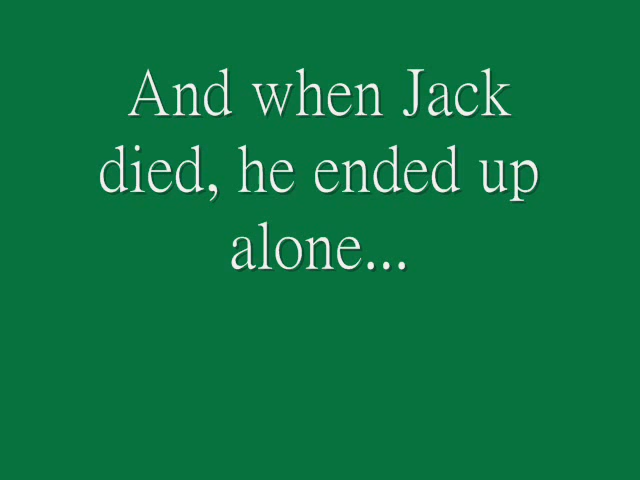 And when Jack
died, he ended up
alone...